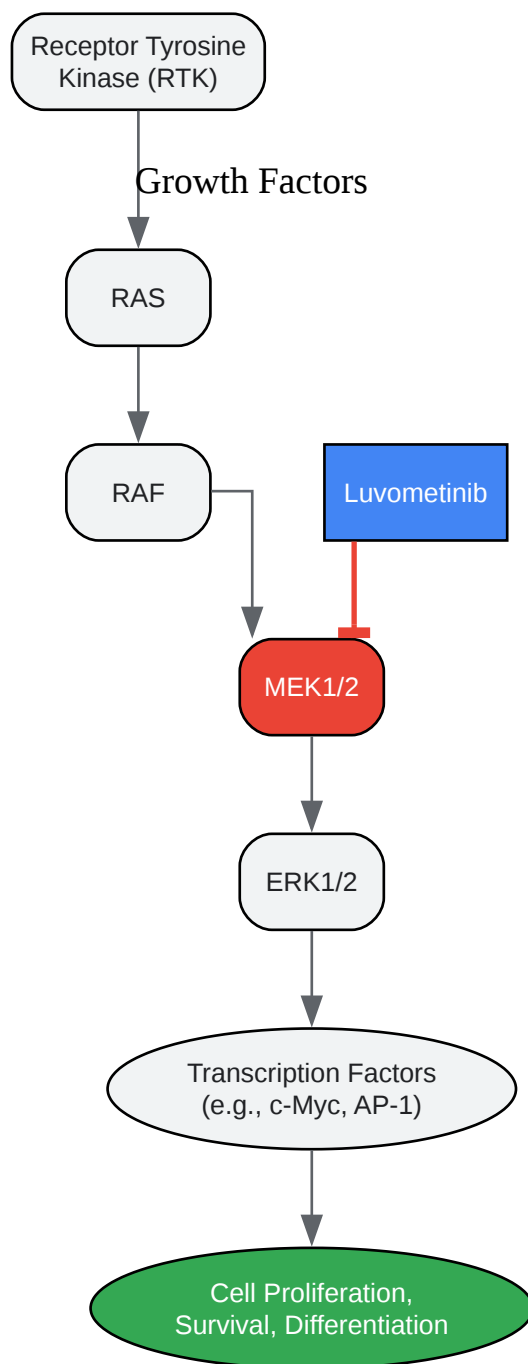 Receptor Tyrosine
Kinase (RTK)
Growth Factors
RAS
RAF
Luvometinib
MEK1/2
ERK1/2
Transcription Factors
(e.g., c-Myc, AP-1)
Cell Proliferation,
Survival, Differentiation